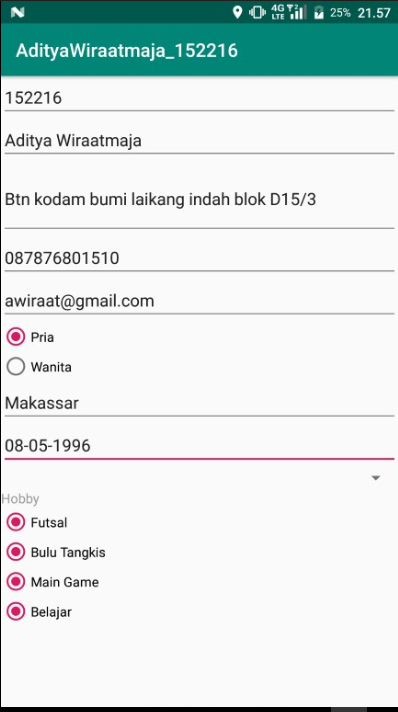 4G T 2
LTE 25% 21.57
AdityaWiraatmaja_152216
152216
Aditya Wiraatmaja
Btn kodam bumi laikang indah blok D15/3
087876801510
awiraat@gmail.com
Pria
Wanita
Makassar
08-05-1996
Hobby
Futsal
Bulu Tangkis
Main Game
Belajar